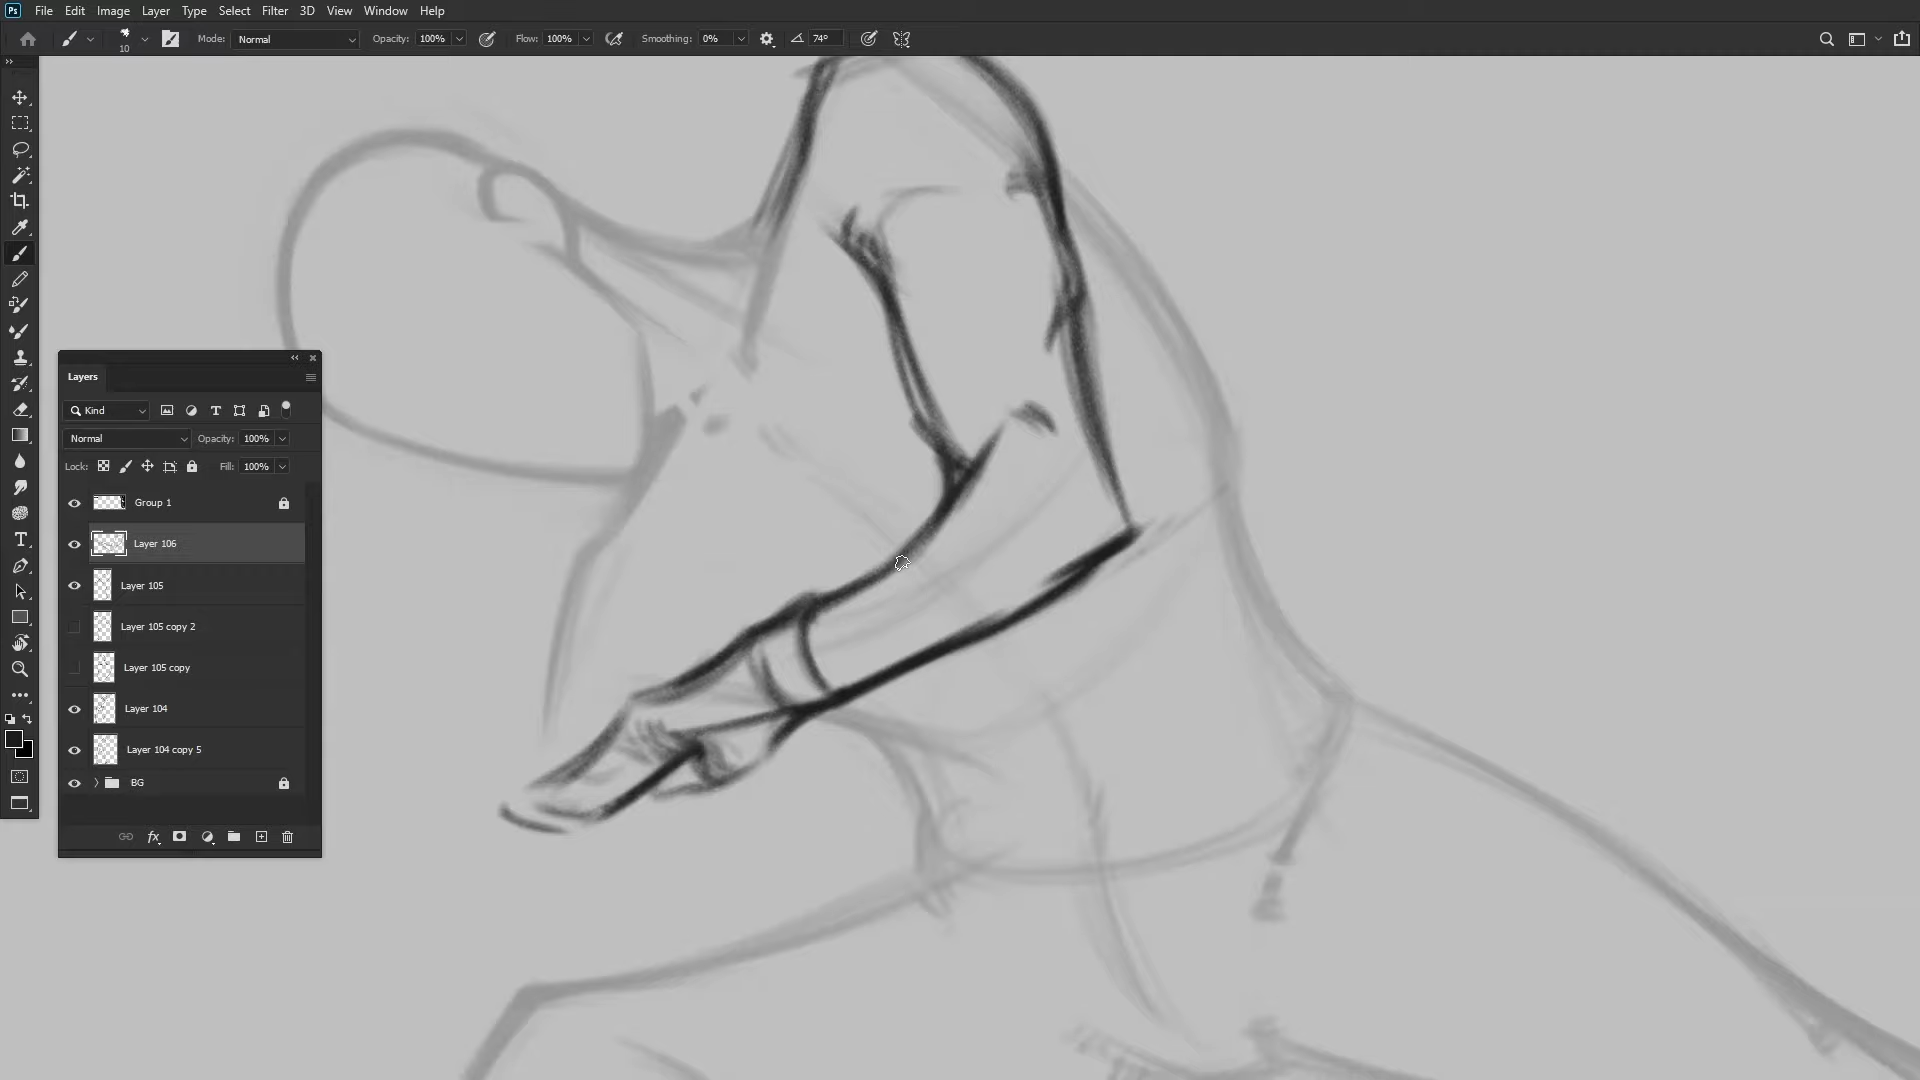 Ps File Edit Image Layer Type Select Filter 3D View Window Help
10 Mode: Normal Opacity: 100% Flow: 100% Smoothing: 0% 74°
Layers
Kind
Normal Opacity: 100%
Lock: Fill: 100%
Group 1
Layer 106
Layer 105
Layer 105 copy 2
Layer 105 copy
Layer 104
Layer 104 copy 5
BG